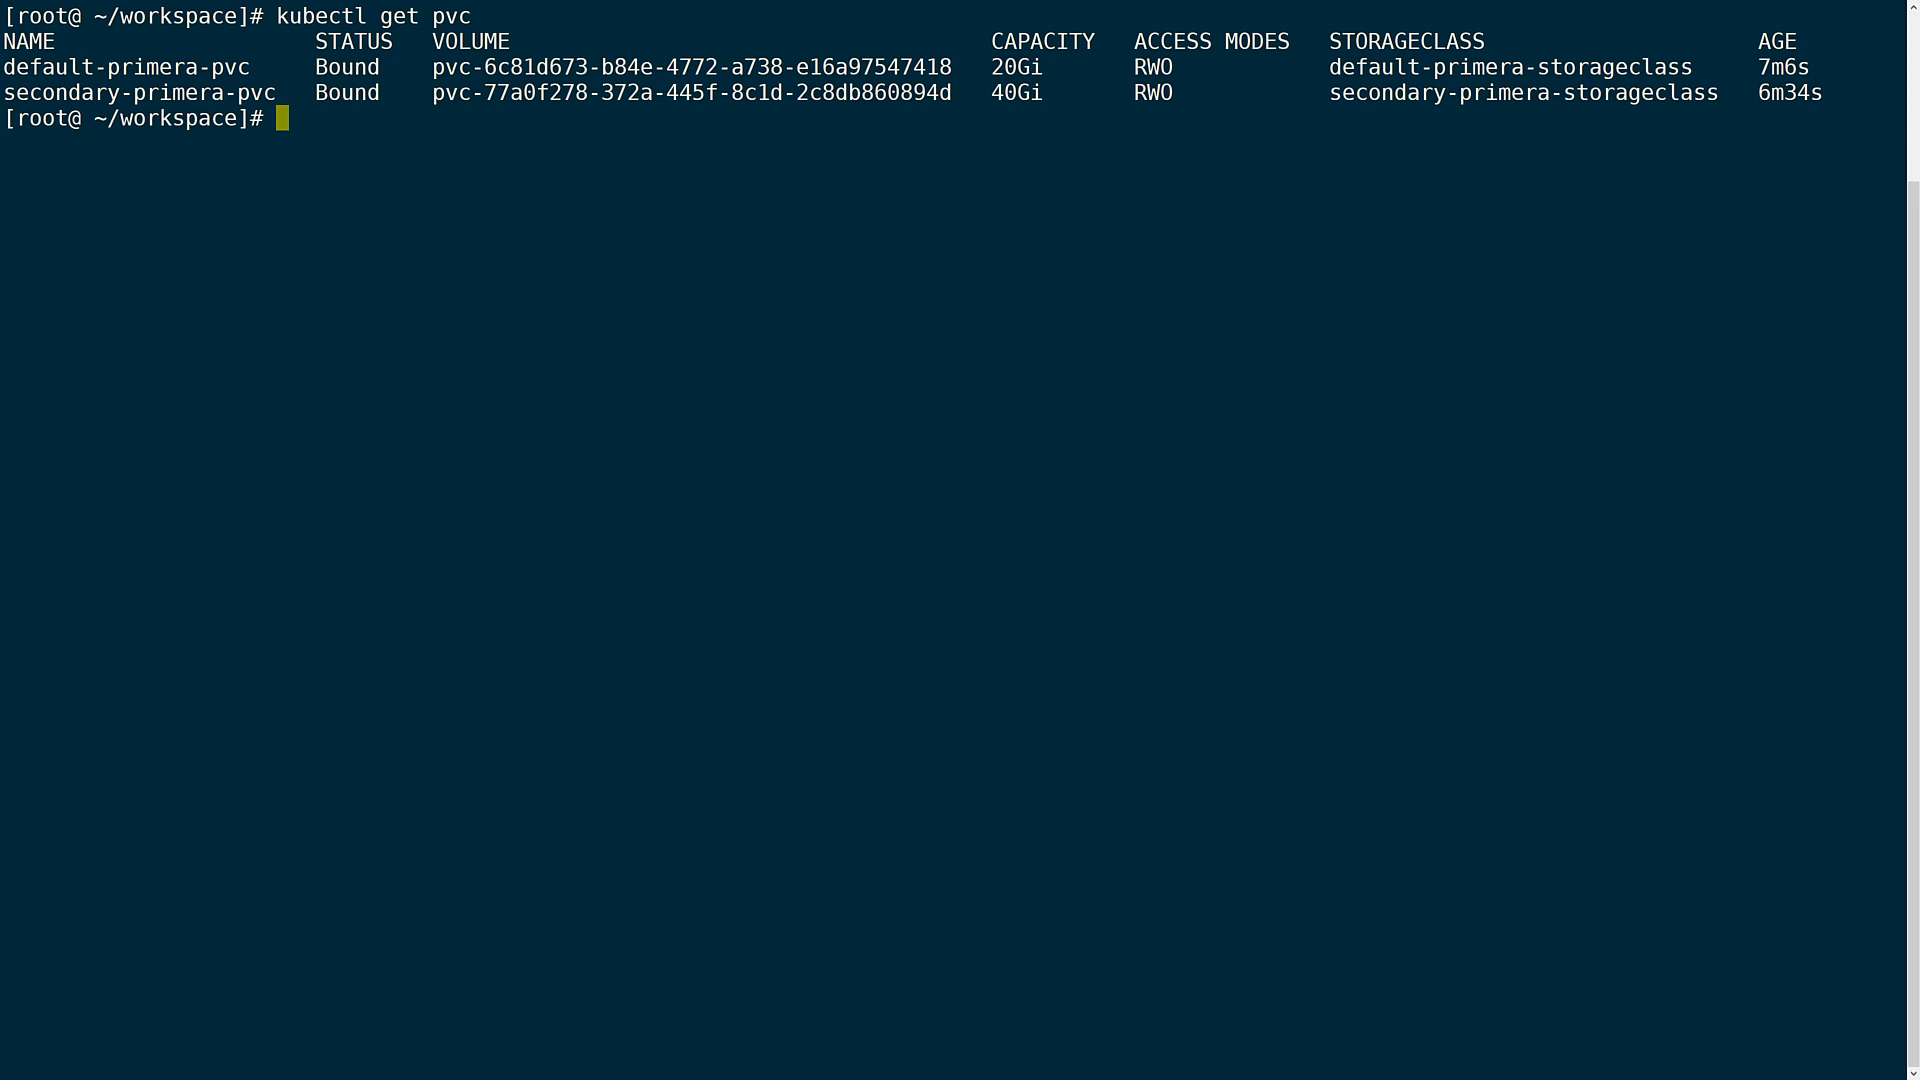 [root@ ~/workspace]# kubectl get pvc
NAME                    STATUS   VOLUME                                     CAPACITY   ACCESS MODES   STORAGECLASS                     AGE
default-primera-pvc     Bound    pvc-6c81d673-b84e-4772-a738-e16a97547418   20Gi       RWO            default-primera-storageclass     7m6s
secondary-primera-pvc   Bound    pvc-77a0f278-372a-445f-8c1d-2c8db860894d   40Gi       RWO            secondary-primera-storageclass   6m34s
[root@ ~/workspace]#